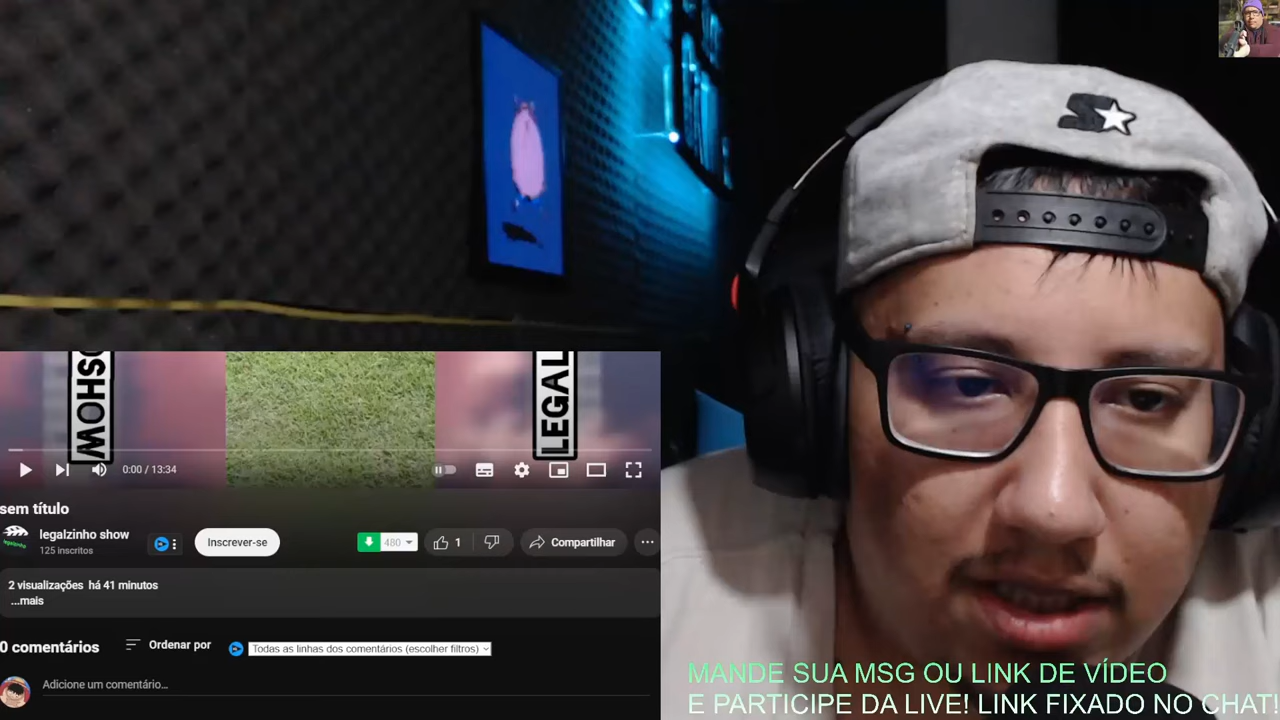 SHOW
LEGAL
0:00 / 13:34
sem título
legalzinho show
125 inscritos
Inscrever-se
480
1
Compartilhar
2 visualizações há 41 minutos
...mais
0 comentários
Ordenar por
Todas as linhas dos comentários (escolher filtros)
Adicione um comentário...
MANDE SUA MSG OU LINK DE VÍDEO
E PARTICIPE DA LIVE! LINK FIXADO NO CHAT!